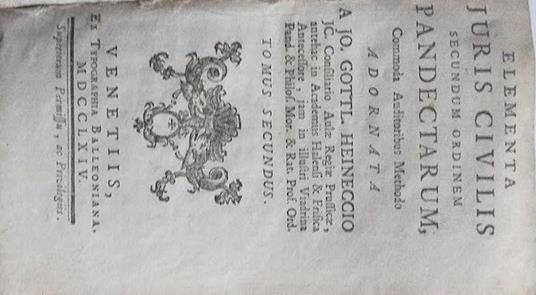 ELEMENTA
JURIS CIVILIS
SECUNDUM ORDINEM
PANDECTARUM,
Commoda Auditoribus Methodo
ADORNATA
A JO. GOTTL. HEINECCIO
JC. Consiliario Aulæ Regiæ Prussicæ,
antehac in Academiis Halensi & Frisica
Antecessore, jam in illustri Viadrina
Pand. & Philos. Mor. & Rat. Prof. Ord.
TOMUS SECUNDUS.
VENETIIS,
MDCCLXIV.
EX TYPOGRAPHIA BALLEONIANA.
Superiorum Permissu, ac Privilegiis.